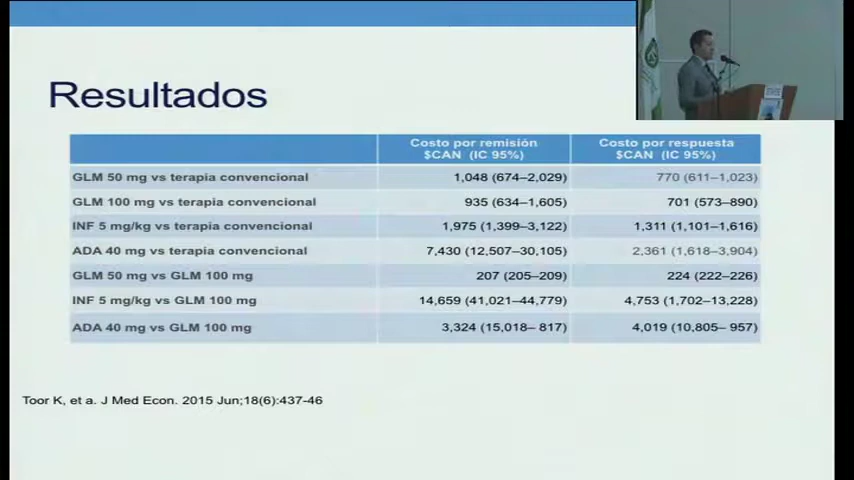 Resultados
Costo por remisión Costo por respuesta
$CAN (IC 95%) $CAN (IC 95%)
GLM 50 mg vs terapia convencional 1,048 (674–2,029) 770 (611–1,023)
GLM 100 mg vs terapia convencional 935 (634–1,605) 701 (573–890)
INF 5 mg/kg vs terapia convencional 1,975 (1,399–3,122) 1,311 (1,101–1,616)
ADA 40 mg vs terapia convencional 7,430 (12,507–30,105) 2,361 (1,618–3,904)
GLM 50 mg vs GLM 100 mg 207 (205–209) 224 (222–226)
INF 5 mg/kg vs GLM 100 mg 14,659 (41,021–44,779) 4,753 (1,702–13,228)
ADA 40 mg vs GLM 100 mg 3,324 (15,018– 817) 4,019 (10,805– 957)
Toor K, et a. J Med Econ. 2015 Jun;18(6):437-46